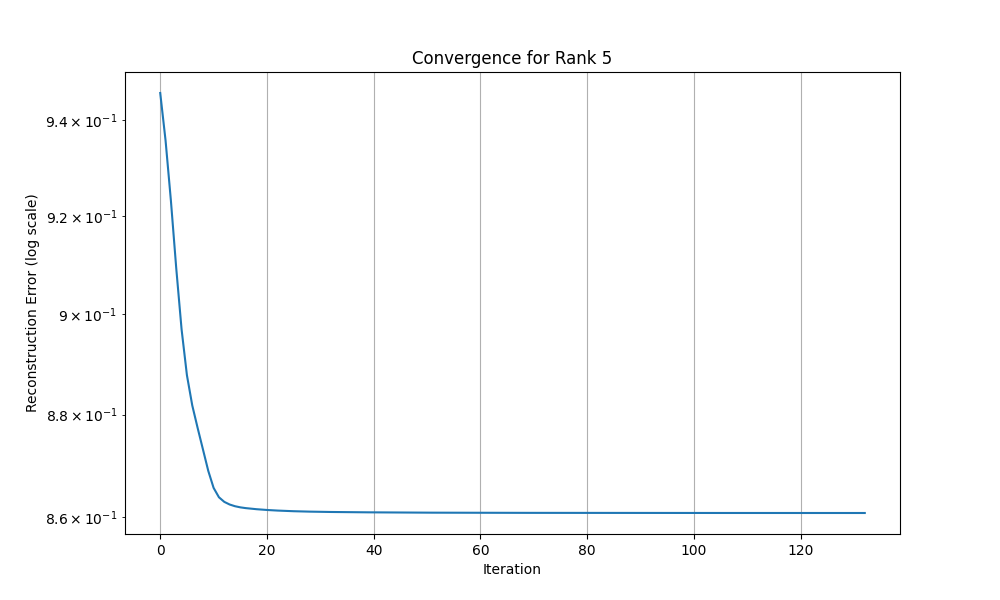 Convergence for Rank 5
Reconstruction Error (log scale)
9.4 × 10⁻¹
9.2 × 10⁻¹
9 × 10⁻¹
8.8 × 10⁻¹
8.6 × 10⁻¹
0 20 40 60 80 100 120
Iteration